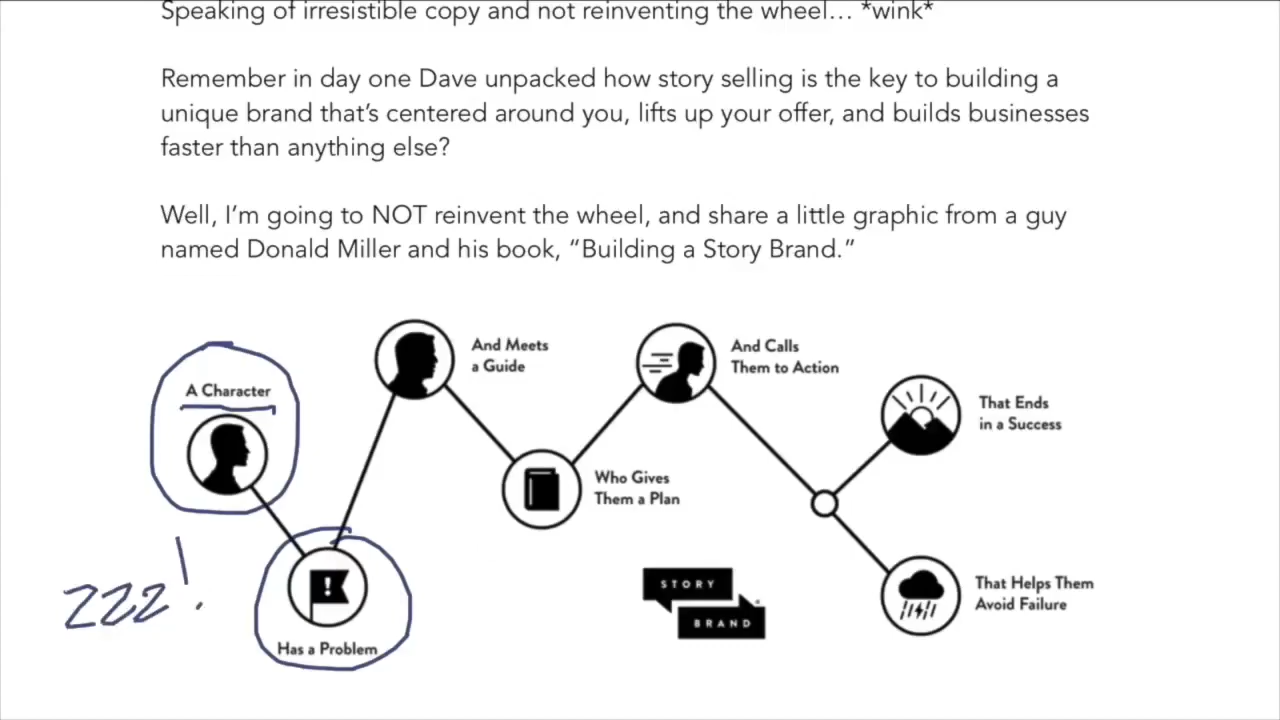 Speaking of irresistible copy and not reinventing the wheel… *wink*
Remember in day one Dave unpacked how story selling is the key to building a
unique brand that’s centered around you, lifts up your offer, and builds businesses
faster than anything else?
Well, I’m going to NOT reinvent the wheel, and share a little graphic from a guy
named Donald Miller and his book, “Building a Story Brand.”
A Character
zzz!
!
Has a Problem
And Meets
a Guide
Who Gives
Them a Plan
And Calls
Them to Action
That Ends
in a Success
That Helps Them
Avoid Failure
STORY
BRAND